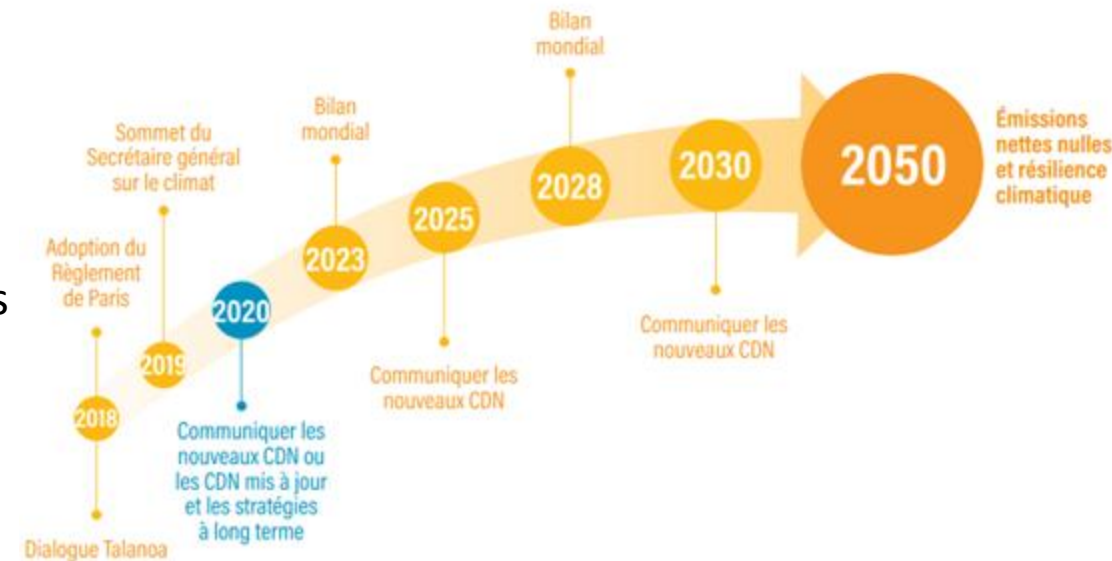 Bilan
mondial
Bilan
mondial
Sommet du
Secrétaire général
sur le climat
Adoption du
Règlement
de Paris
s
2018
2019
2020
2023
2025
2028
2030
2050
Émissions
nettes nulles
et résilience
climatique
Dialogue Talanoa
Communiquer les
nouveaux CDN ou
les CDN mis à jour
et les stratégies
à long terme
Communiquer les
nouveaux CDN
Communiquer les
nouveaux CDN